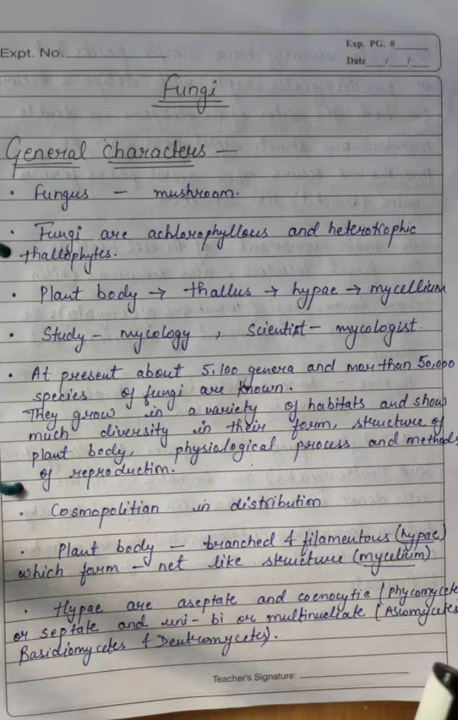 Expt. No.
Exp. PG. #
Date / /
Fungi
General Characters —
• Fungus — mushroom.
• Fungi are achlorophyllous and heterotrophic
thallophytes.
• Plant body → thallus → hypae → mycellium
• Study - mycology , Scientist - mycologist.
• At present about 5,100 genera and more than 50,000
species of fungi are known.
They grow in a variety of habitats and show
much diversity in their form, structure of
plant body, physiological process and methods
of reproduction.
• Cosmopolitian in distribution
• Plant body — branched & filamentous (hypae)
which form - net like structure (mycelium)
• Hypae are aseptate and coenocytic (Phycomycete
or septate and uni- bi or multinucliate (Ascomycetes
Basidiomycetes & Deutromycetes).
Teacher's Signature: